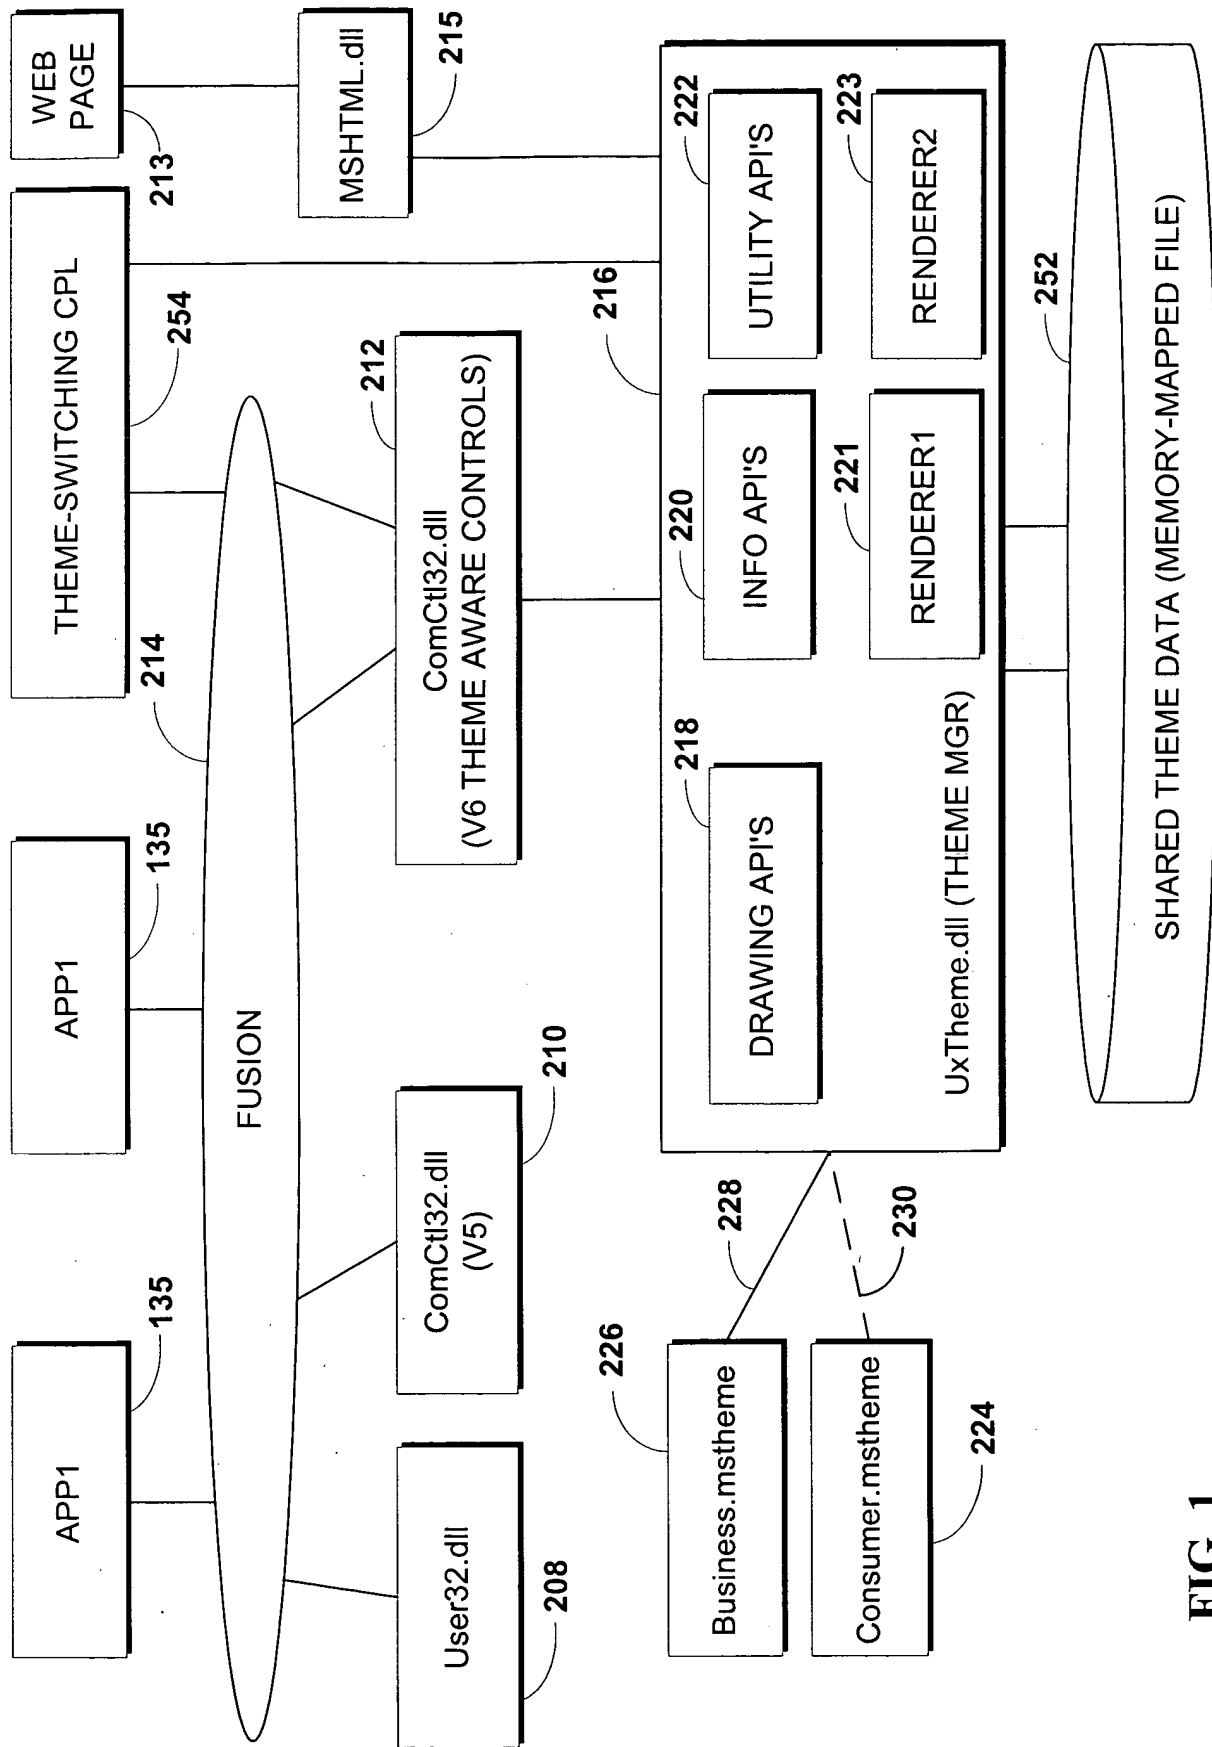 APP1
135
APP1
135
THEME-SWITCHING CPL
254
WEB
PAGE
213
FUSION
214
MSHTML.dll
215
User32.dll
208
ComCtl32.dll
(V5)
210
ComCtl32.dll
(V6 THEME AWARE CONTROLS)
212
216
Business.mstheme
226
228
Consumer.mstheme
224
230
DRAWING API'S
218
INFO API'S
220
UTILITY API'S
222
RENDERER1
221
RENDERER2
223
UxTheme.dll (THEME MGR)
252
SHARED THEME DATA (MEMORY-MAPPED FILE)
FIG. 1